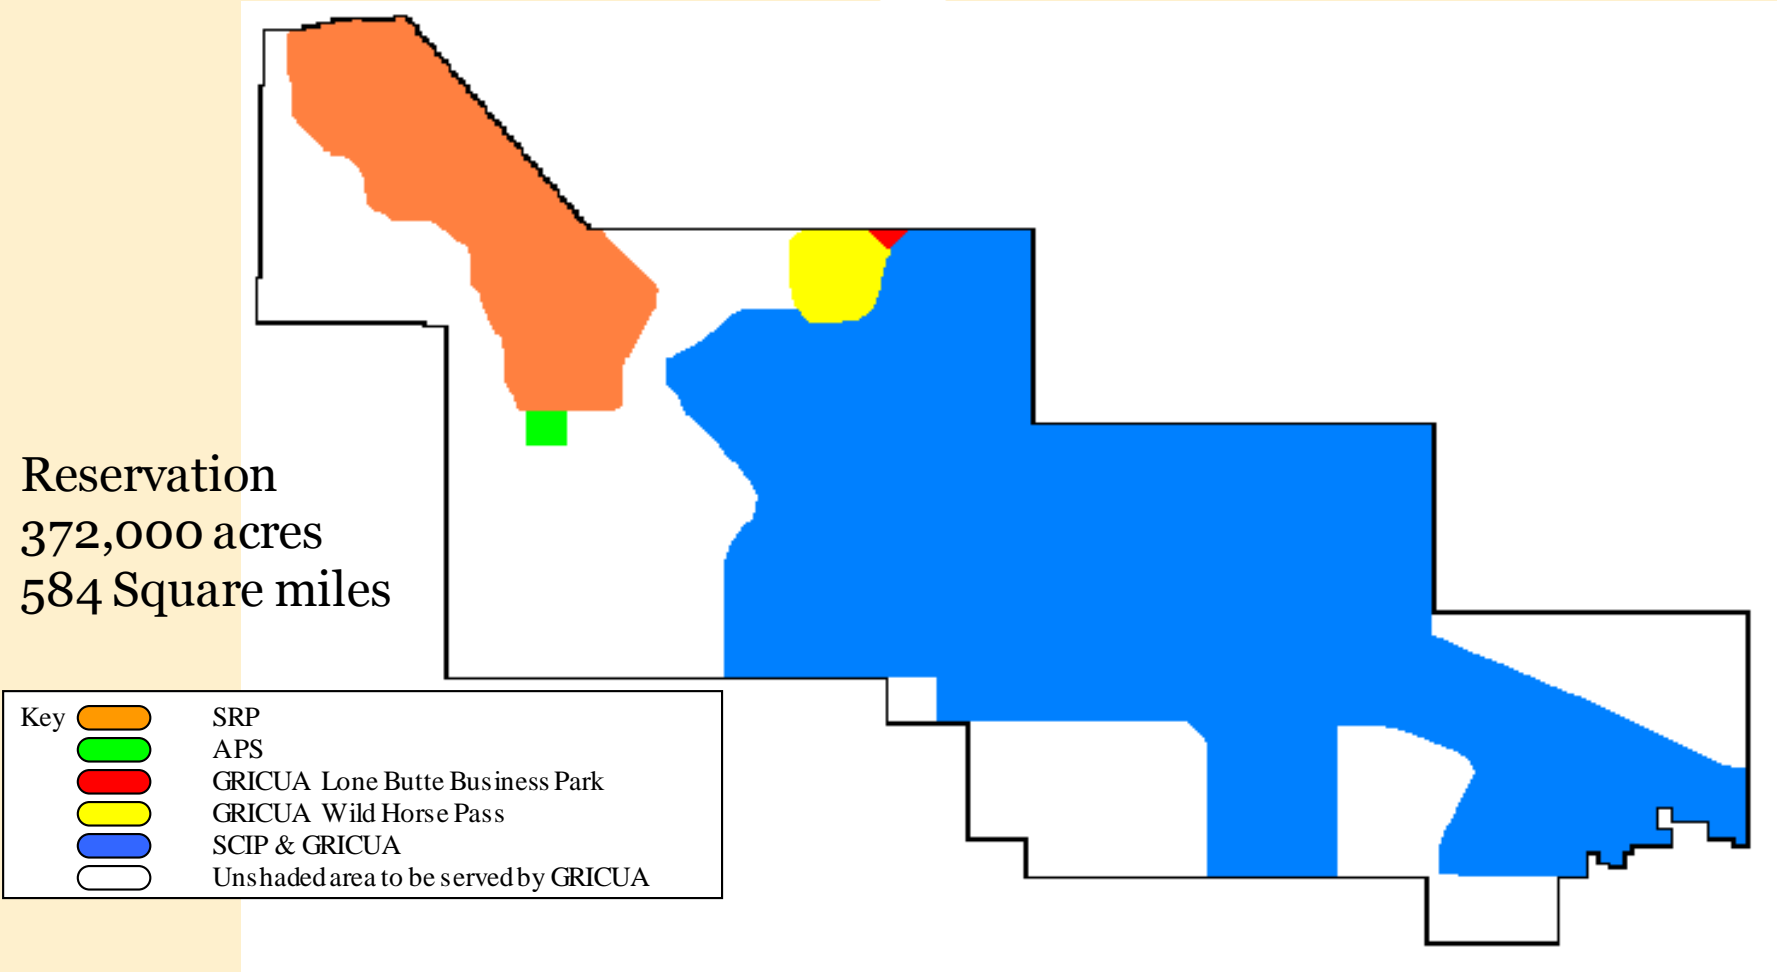 Reservation
372,000 acres
584 Square miles
Key SRP
APS
GRICUA Lone Butte Business Park
GRICUA Wild Horse Pass
SCIP & GRICUA
Unshaded area to be served by GRICUA